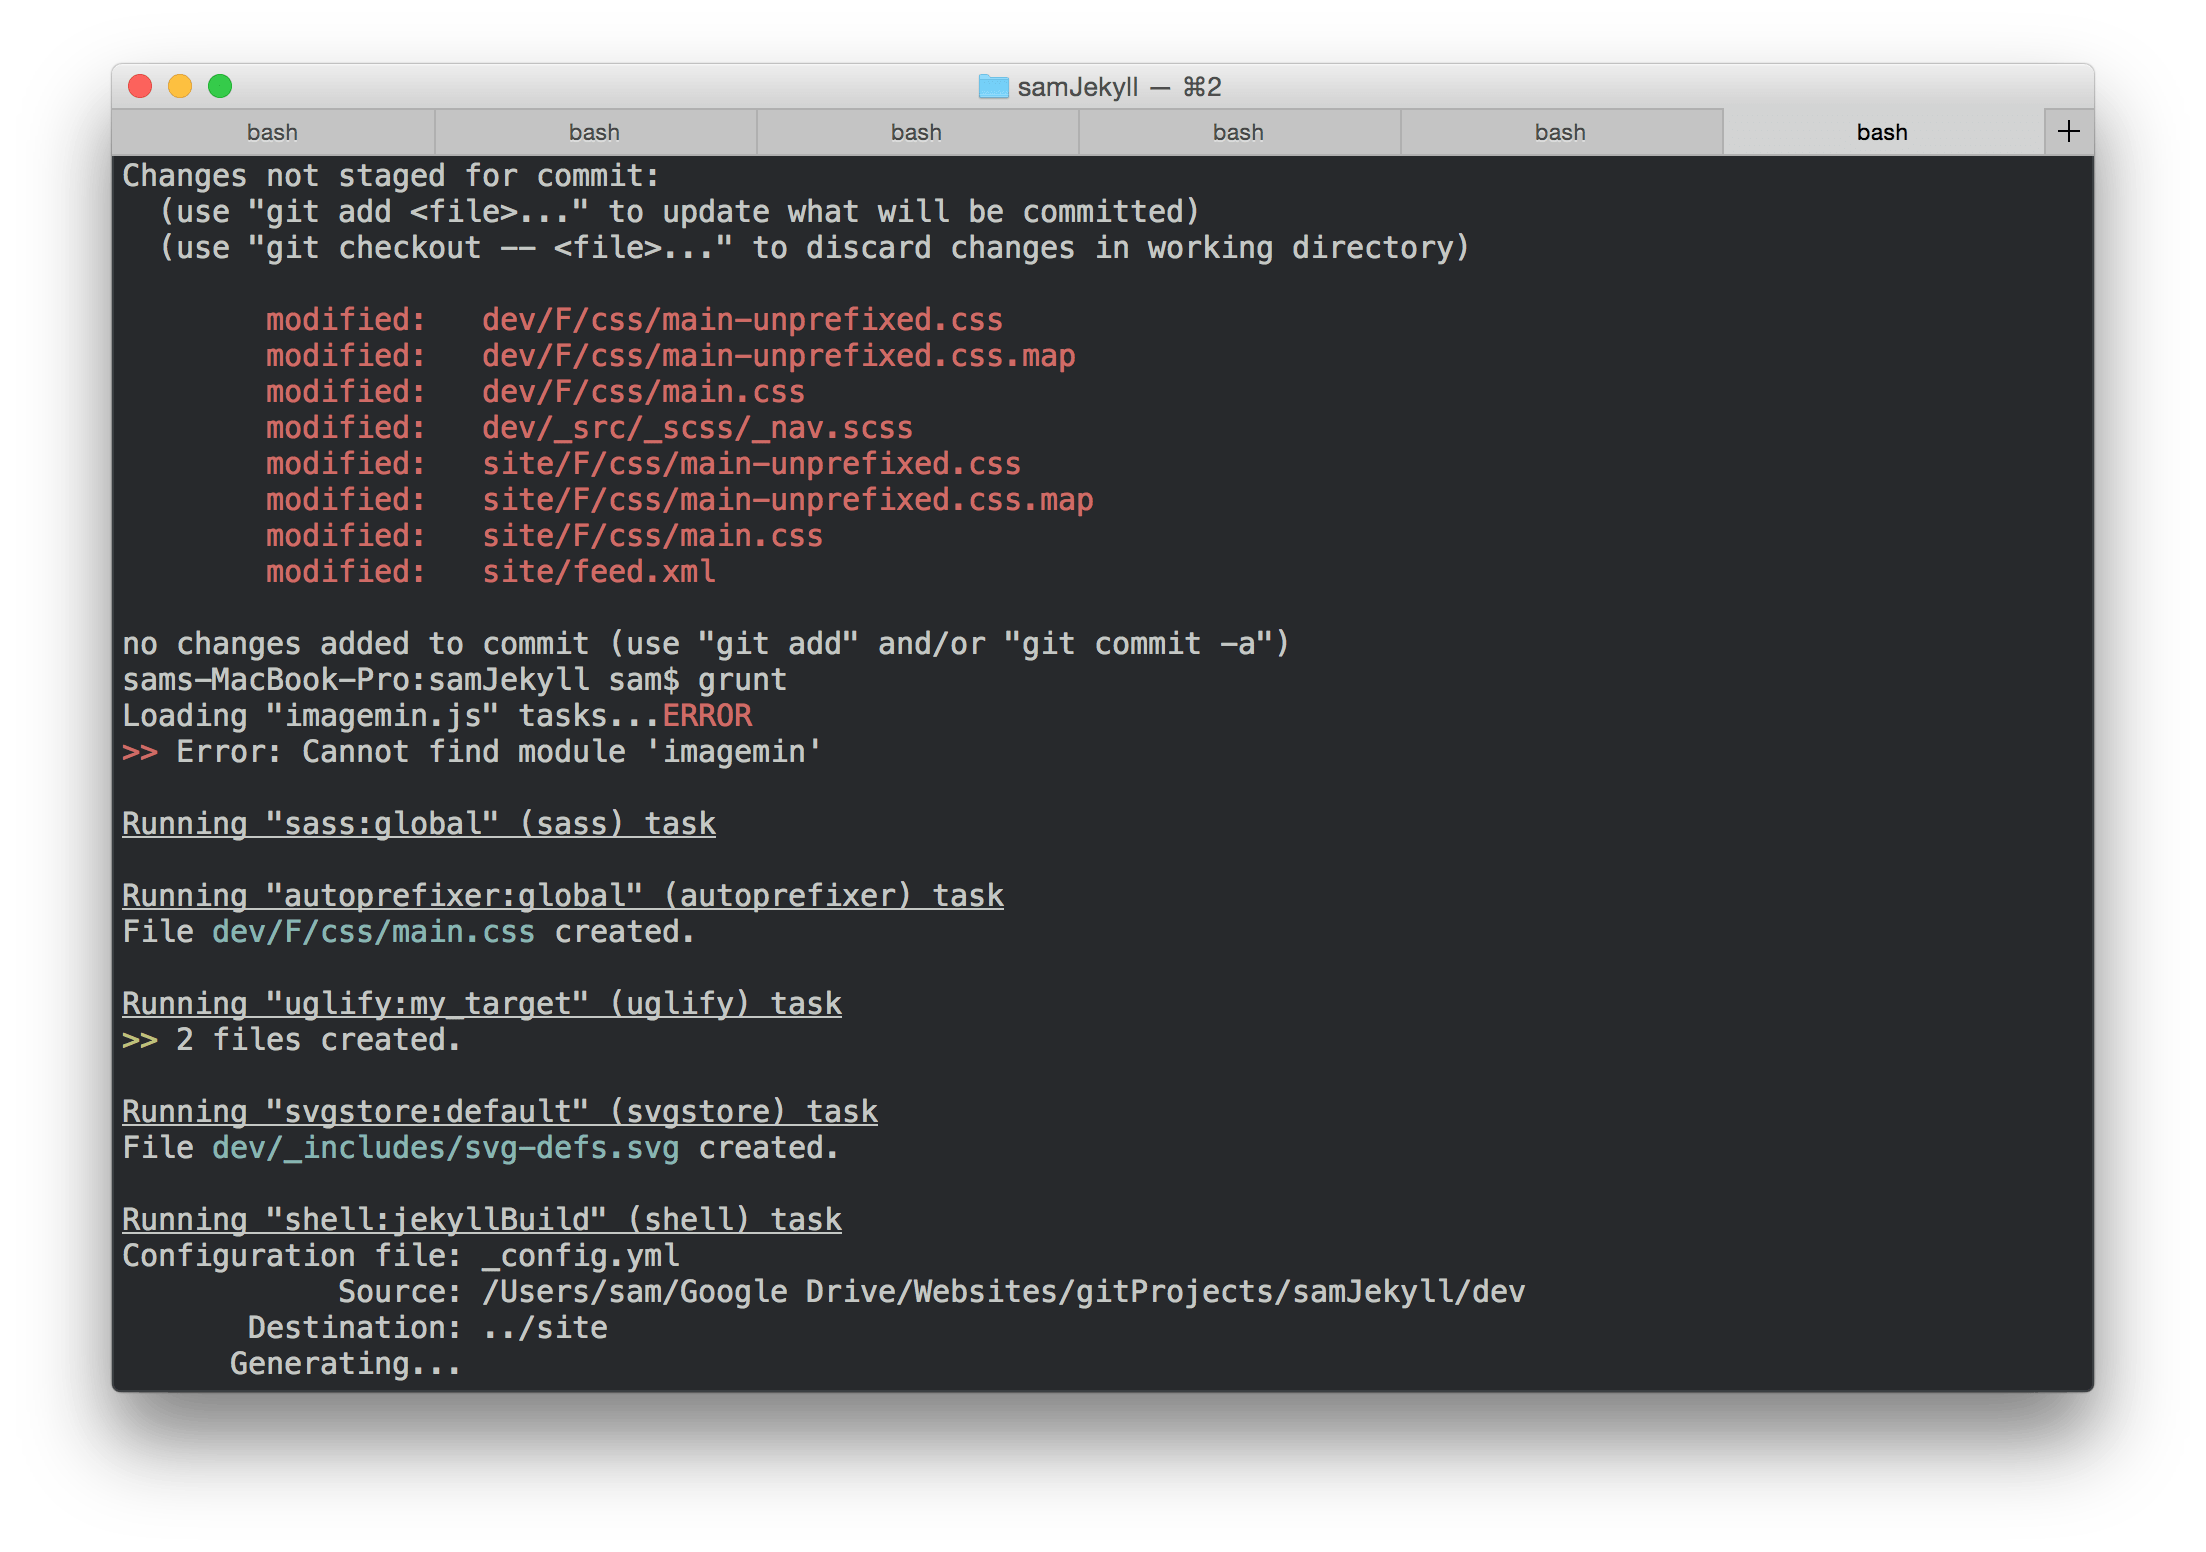 samJekyll — ⌘2
bash bash bash bash bash bash +
Changes not staged for commit:
  (use "git add <file>..." to update what will be committed)
  (use "git checkout -- <file>..." to discard changes in working directory)
        modified:   dev/F/css/main-unprefixed.css
        modified:   dev/F/css/main-unprefixed.css.map
        modified:   dev/F/css/main.css
        modified:   dev/_src/_scss/_nav.scss
        modified:   site/F/css/main-unprefixed.css
        modified:   site/F/css/main-unprefixed.css.map
        modified:   site/F/css/main.css
        modified:   site/feed.xml
no changes added to commit (use "git add" and/or "git commit -a")
sams-MacBook-Pro:samJekyll sam$ grunt
Loading "imagemin.js" tasks...ERROR
>> Error: Cannot find module 'imagemin'
Running "sass:global" (sass) task
Running "autoprefixer:global" (autoprefixer) task
File dev/F/css/main.css created.
Running "uglify:my_target" (uglify) task
>> 2 files created.
Running "svgstore:default" (svgstore) task
File dev/_includes/svg-defs.svg created.
Running "shell:jekyllBuild" (shell) task
Configuration file: _config.yml
            Source: /Users/sam/Google Drive/Websites/gitProjects/samJekyll/dev
       Destination: ../site
      Generating...